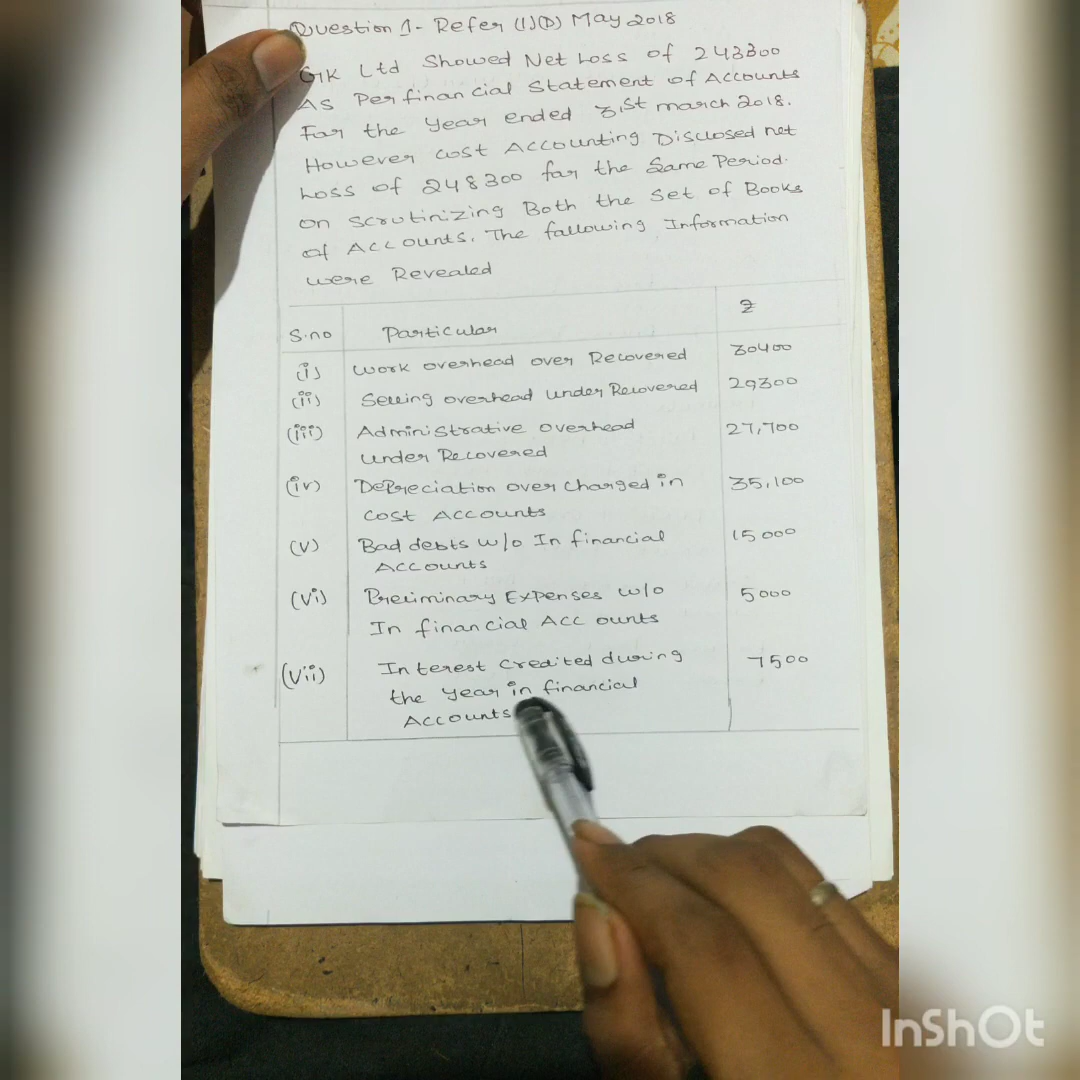 Question 1- Refer (1)(D) May 2018
GK Ltd Showed Net Loss of 243300
AS Per financial Statement of Accounts
For the Year ended 31st march 2018.
However cost Accounting Disclosed net
Loss of 248300 for the Same Period.
on scrutinizing Both the Set of Books
of Accounts. The following Information
were Revealed
S.no Particular ₹
(i) Work overhead over Recovered 30400
(ii) Selling overhead under Recovered 29300
(iii) Administrative overhead 27,700
under Recovered
(iv) Depreciation over charged in 35,100
cost Accounts
(v) Bad debts w/o In financial 15000
Accounts
(vi) Preliminary Expenses w/o 5000
In financial Accounts
(vii) Interest credited during 7500
the year in financial
Accounts
InShOt